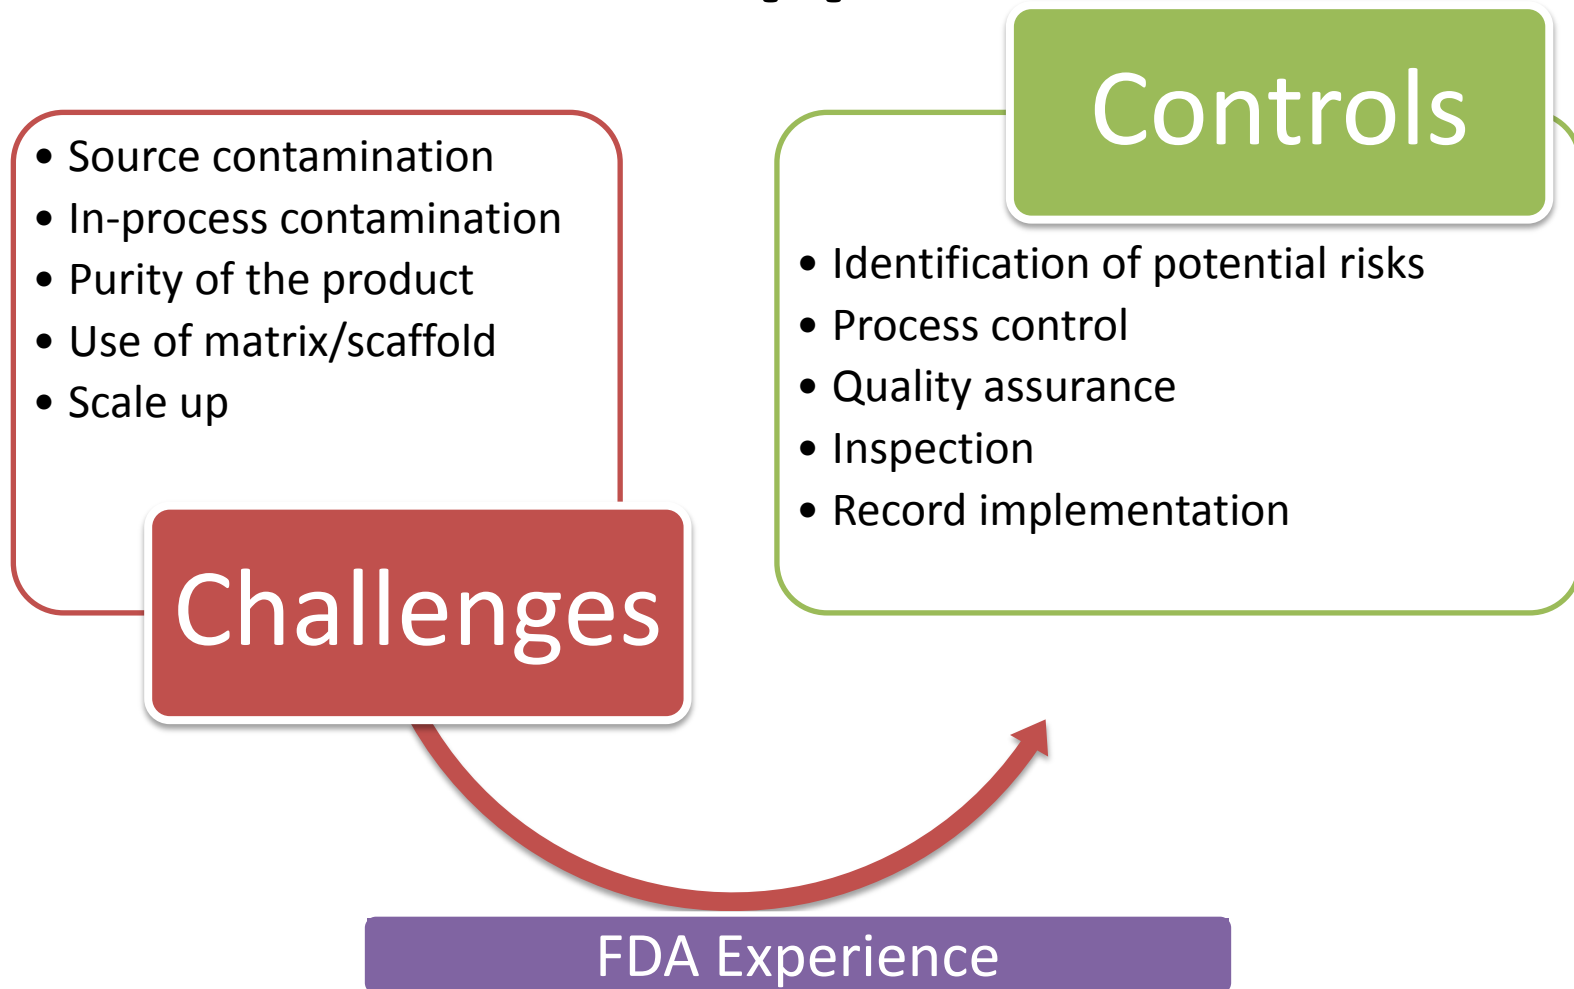 • Source contamination
• In-process contamination
• Purity of the product
• Use of matrix/scaffold
• Scale up
Challenges
Controls
• Identification of potential risks
• Process control
• Quality assurance
• Inspection
• Record implementation
FDA Experience